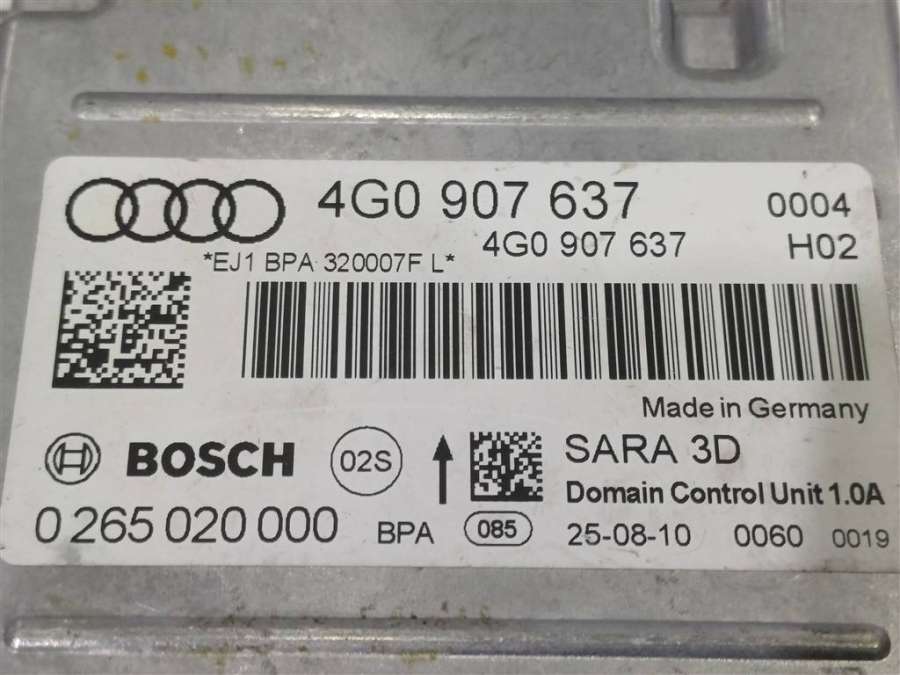 4G0 907 637 0004
4G0 907 637 H02
*EJ1 BPA 320007F L*
Made in Germany
BOSCH 02S SARA 3D
Domain Control Unit 1.0A
0 265 020 000 BPA 085 25-08-10 0060 0019